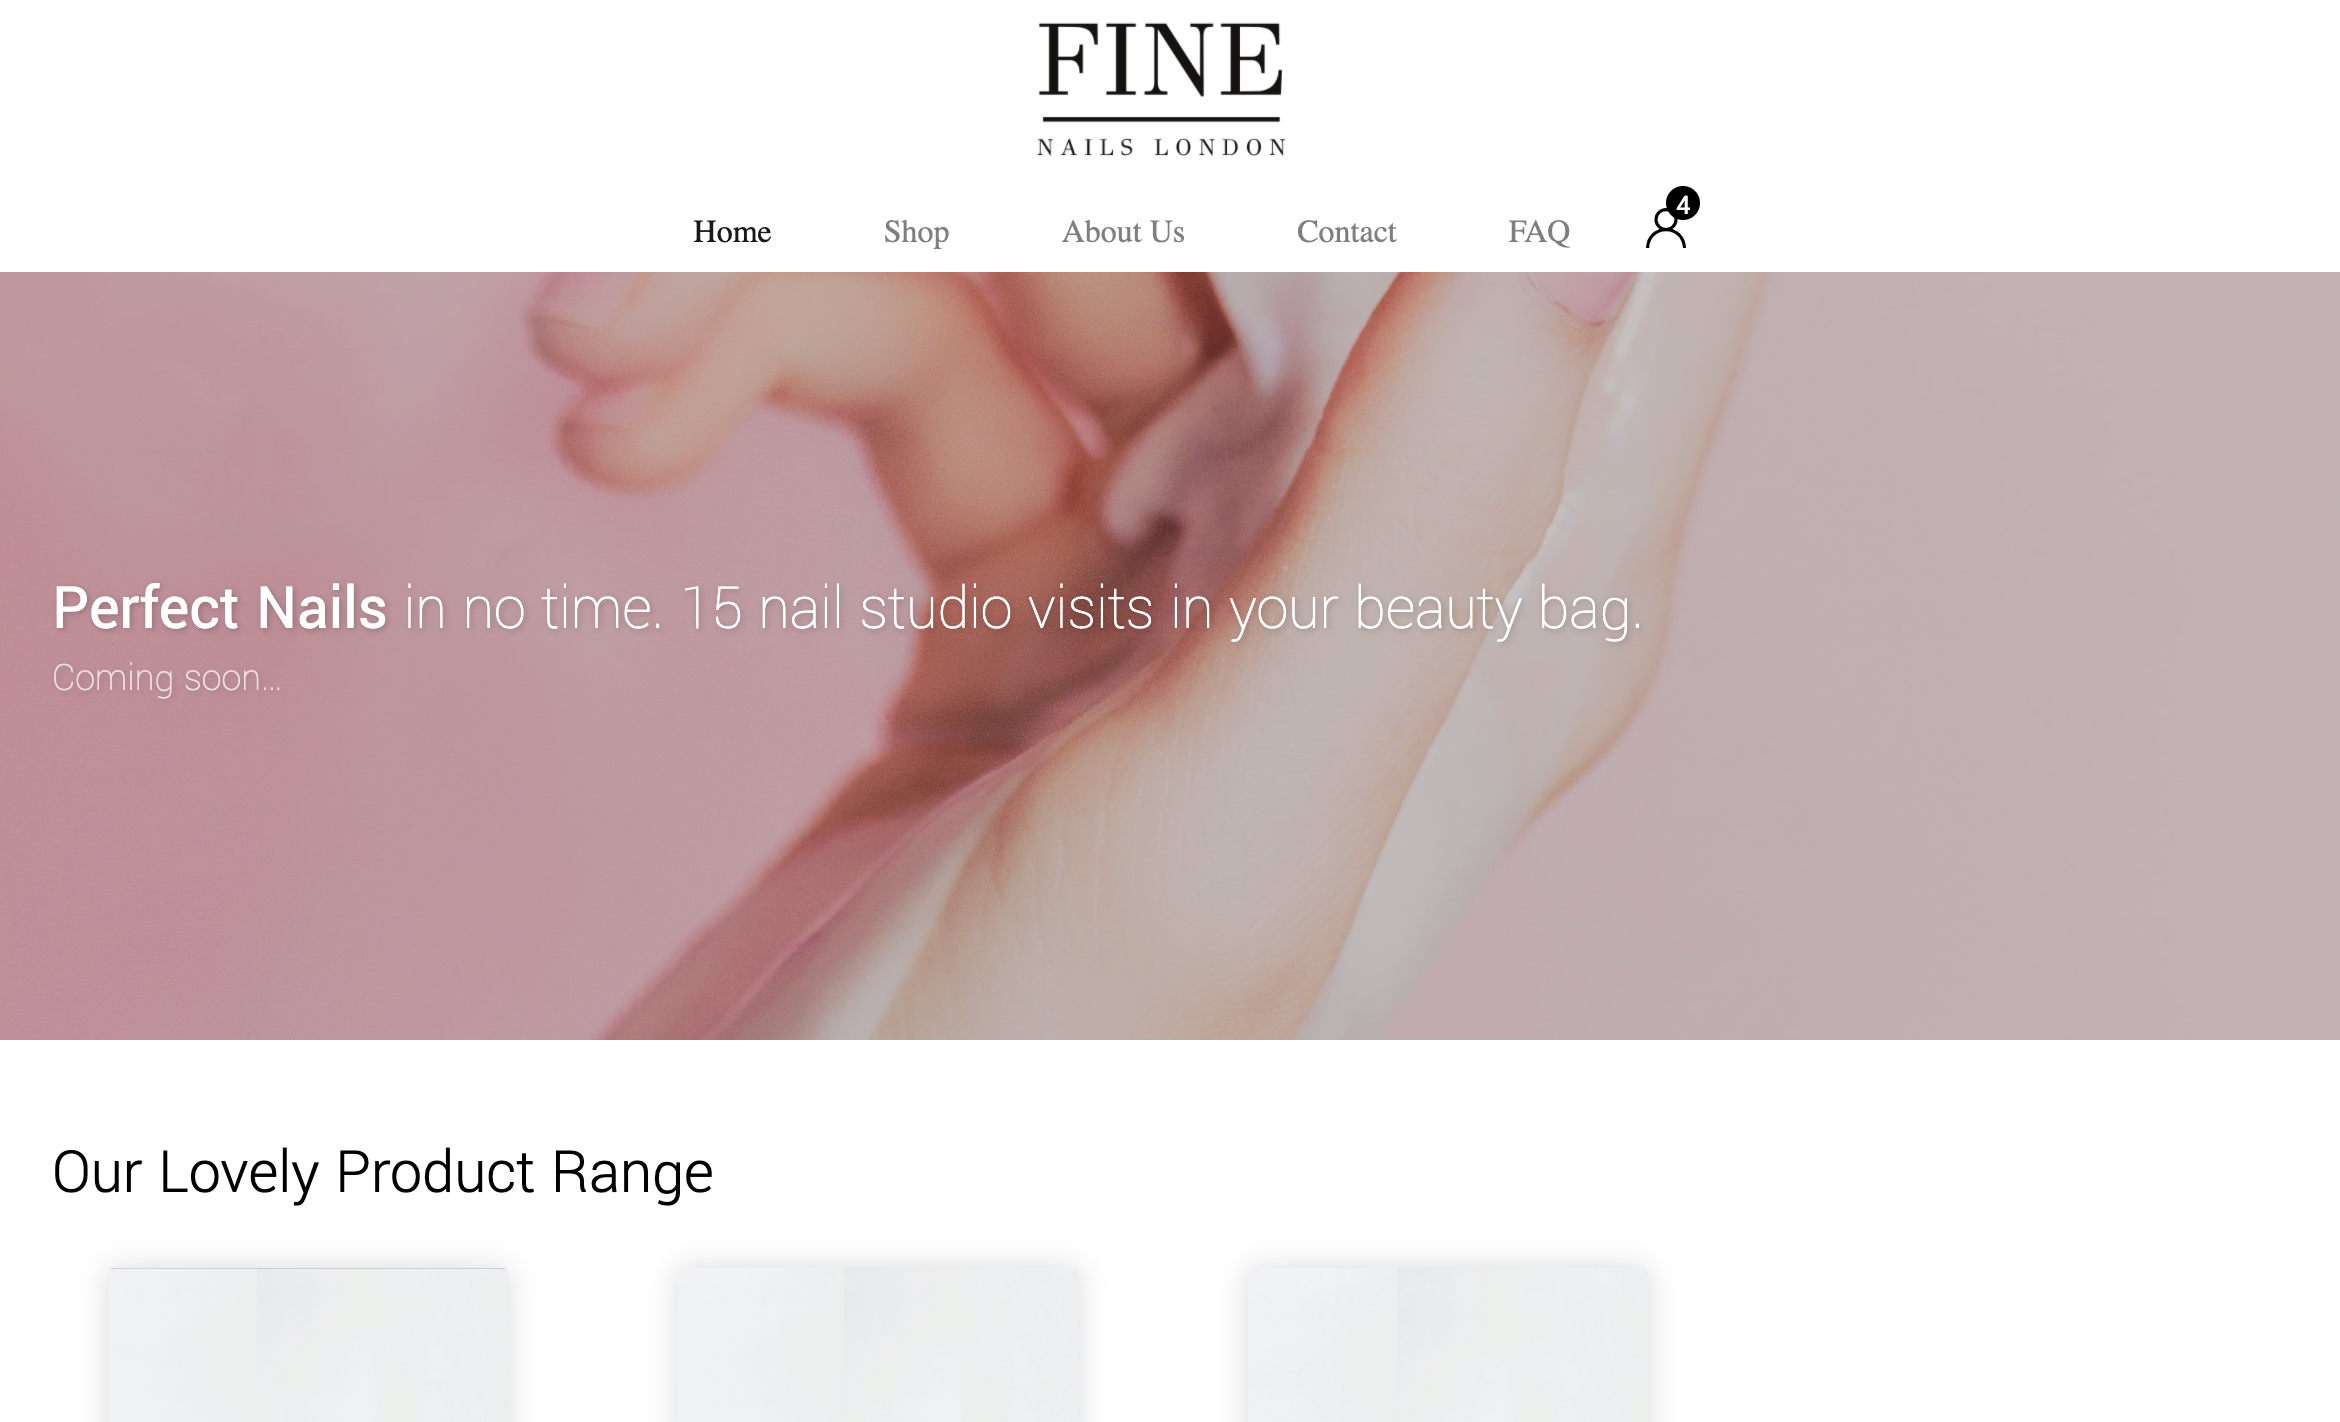 FINE
NAILS LONDON
4
Home Shop About Us Contact FAQ
Perfect Nails in no time. 15 nail studio visits in your beauty bag.
Coming soon...
Our Lovely Product Range